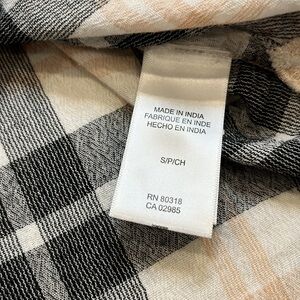 MADE IN INDIA
FABRIQUE EN INDE
HECHO EN INDIA
S/P/CH
RN 80318
CA 02985